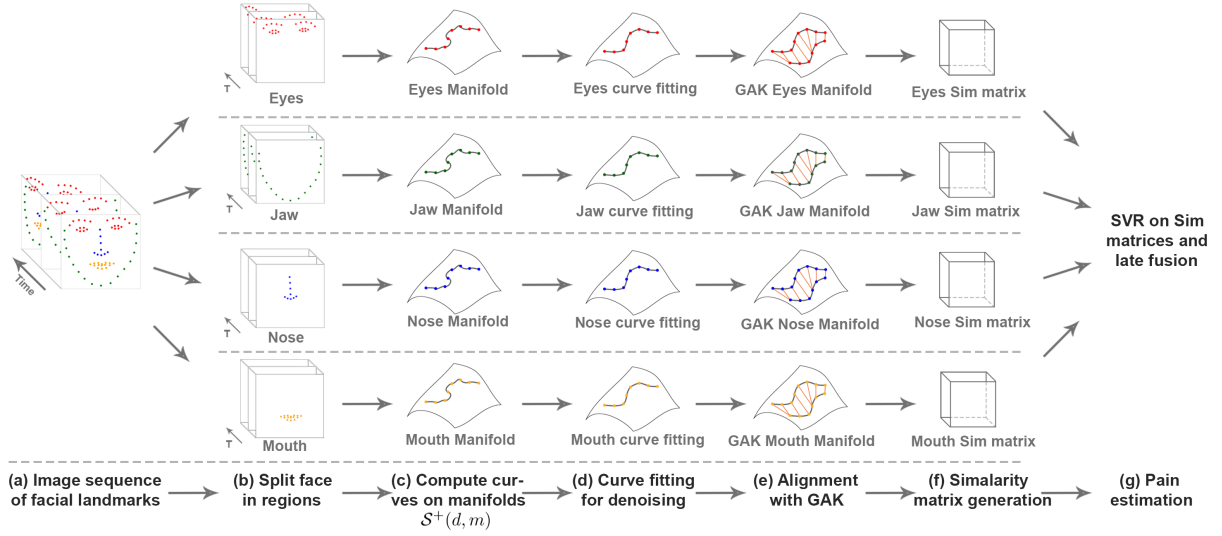 T
Eyes
Eyes Manifold
Eyes curve fitting
GAK Eyes Manifold
Eyes Sim matrix
T
Jaw
Jaw Manifold
Jaw curve fitting
GAK Jaw Manifold
Jaw Sim matrix
Time
SVR on Sim
matrices and
late fusion
T
Nose
Nose Manifold
Nose curve fitting
GAK Nose Manifold
Nose Sim matrix
T
Mouth
Mouth Manifold
Mouth curve fitting
GAK Mouth Manifold
Mouth Sim matrix
(a) Image sequence
of facial landmarks
(b) Split face
in regions
(c) Compute cur-
ves on manifolds
𝒮⁺(d, m)
(d) Curve fitting
for denoising
(e) Alignment
with GAK
(f) Simalarity
matrix generation
(g) Pain
estimation